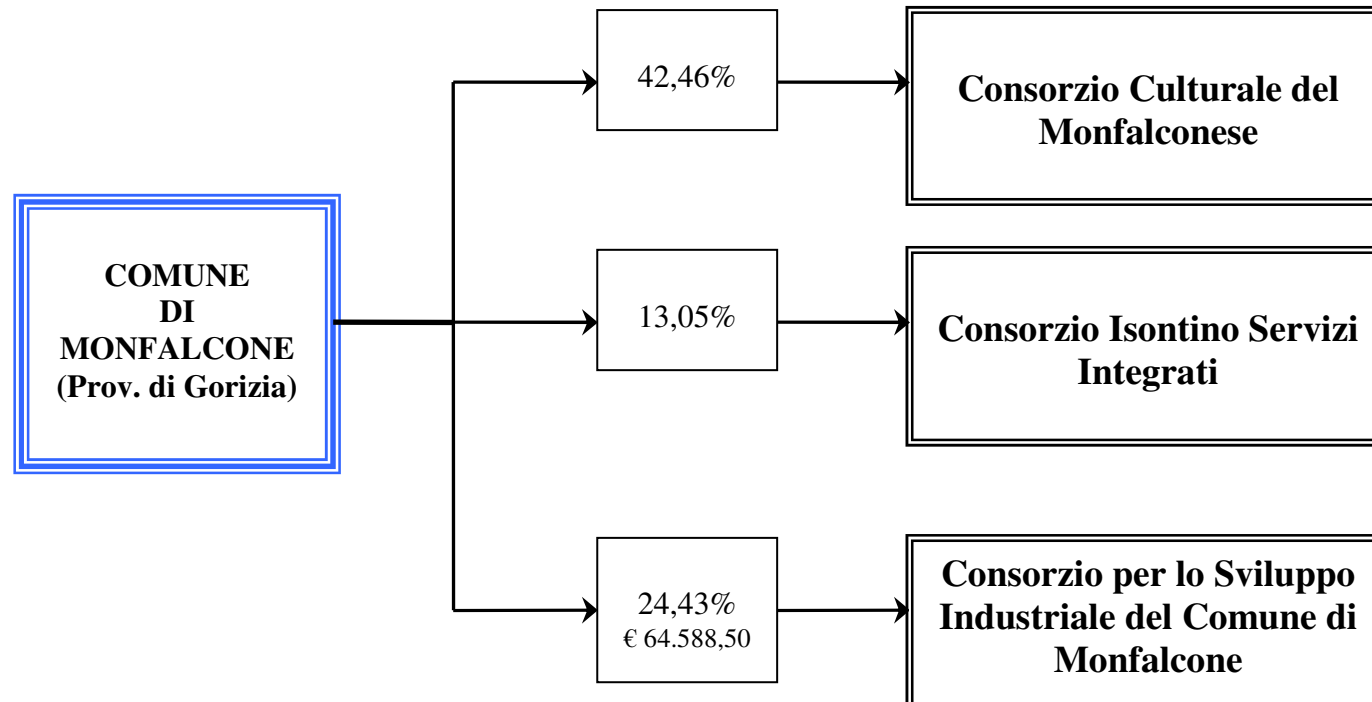 COMUNE
DI
MONFALCONE
(Prov. di Gorizia)
42,46%
Consorzio Culturale del
Monfalconese
13,05%
Consorzio Isontino Servizi
Integrati
24,43%
€ 64.588,50
Consorzio per lo Sviluppo
Industriale del Comune di
Monfalcone